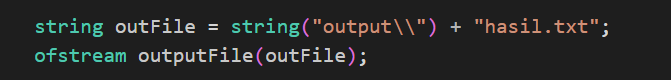 string outFile = string("output\\") + "hasil.txt";
ofstream outputFile(outFile);